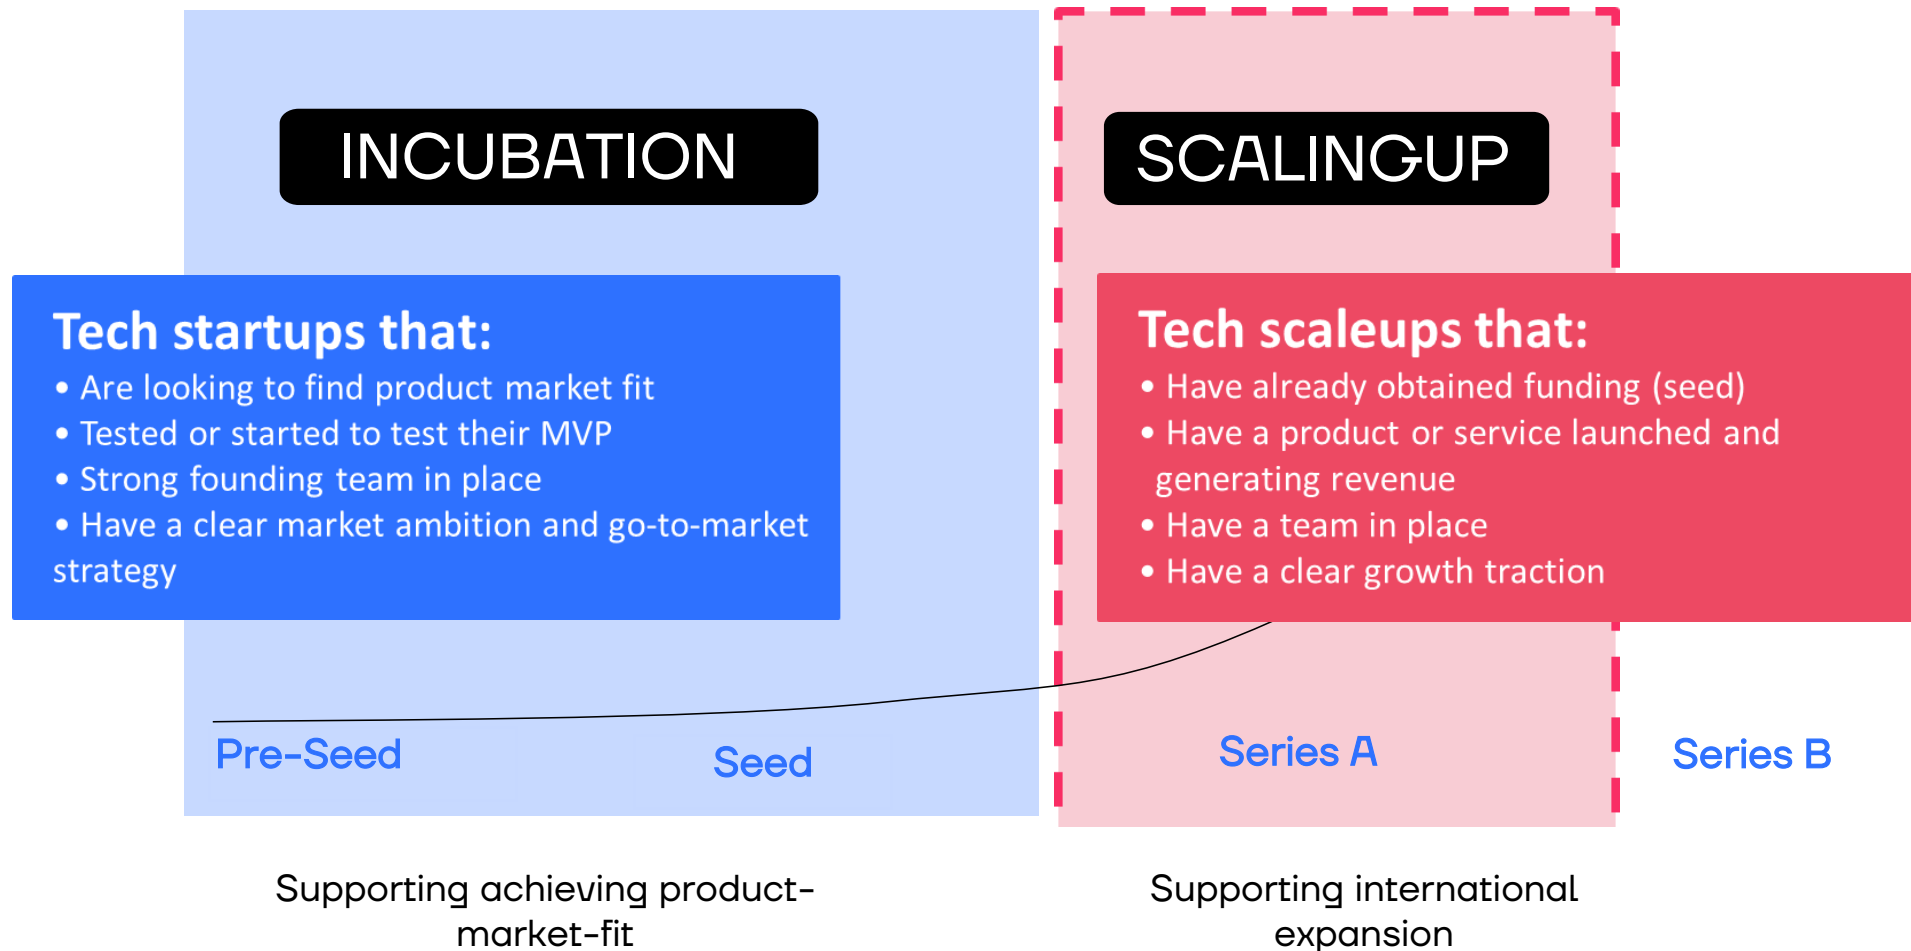 INCUBATION
Tech startups that:
• Are looking to find product market fit
• Tested or started to test their MVP
• Strong founding team in place
• Have a clear market ambition and go-to-market
strategy
Pre-Seed
Seed
Supporting achieving product-
market-fit
SCALINGUP
Tech scaleups that:
• Have already obtained funding (seed)
• Have a product or service launched and
generating revenue
• Have a team in place
• Have a clear growth traction
Series A
Series B
Supporting international
expansion